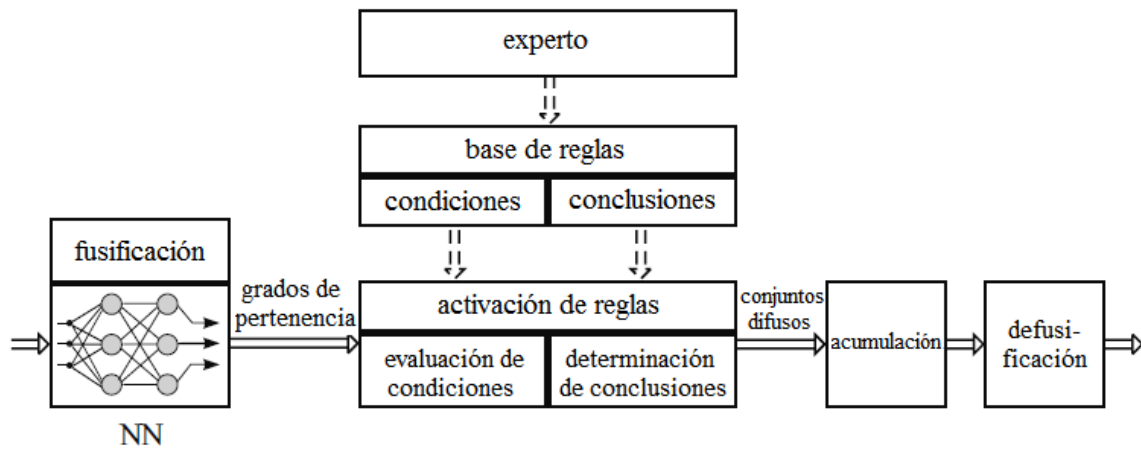 experto
base de reglas
condiciones
conclusiones
fusificación
grados de
pertenencia
activación de reglas
evaluación de
condiciones
determinación
de conclusiones
conjuntos
difusos
acumulación
defusi-
ficación
NN